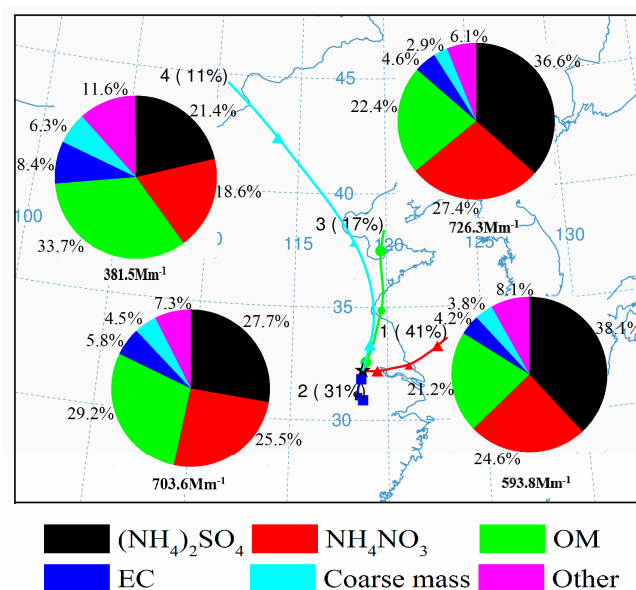 6.1%
2.9%
4.6%
36.6%
4 ( 11%)
45
11.6%
22.4%
21.4%
6.3%
8.4%
40
27.4%
18.6%
100
3 ( 17%)
726.3Mm-1
0
115
120
125
130
33.7%
381.5Mm-1
8.1%
7.3%
35
3.8%
4.5%
27.7%
4.2%
38.1%
5.8%
1 ( 41%)
2 ( 31%)
21.2%
29.2%
30
25.5%
24.6%
703.6Mm-1
593.8Mm-1
(NH4)2SO4
NH4NO3
OM
EC
Coarse mass
Other